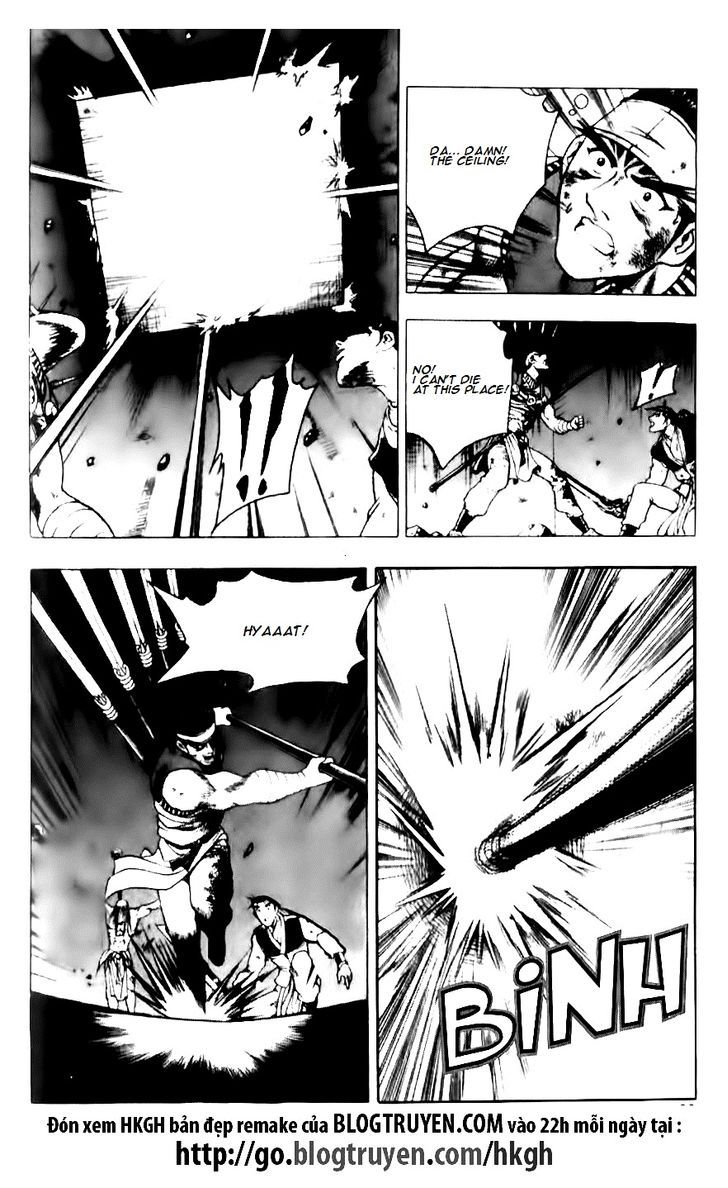 DA... DAMN!
THE CEILING!
!!
NO!
I CAN'T DIE
AT THIS PLACE!
!
HYAAAT!
BiNH
Đón xem HKGH bản đẹp remake của BLOGTRUYEN.COM vào 22h mỗi ngày tại :
http://go.blogtruyen.com/hkgh